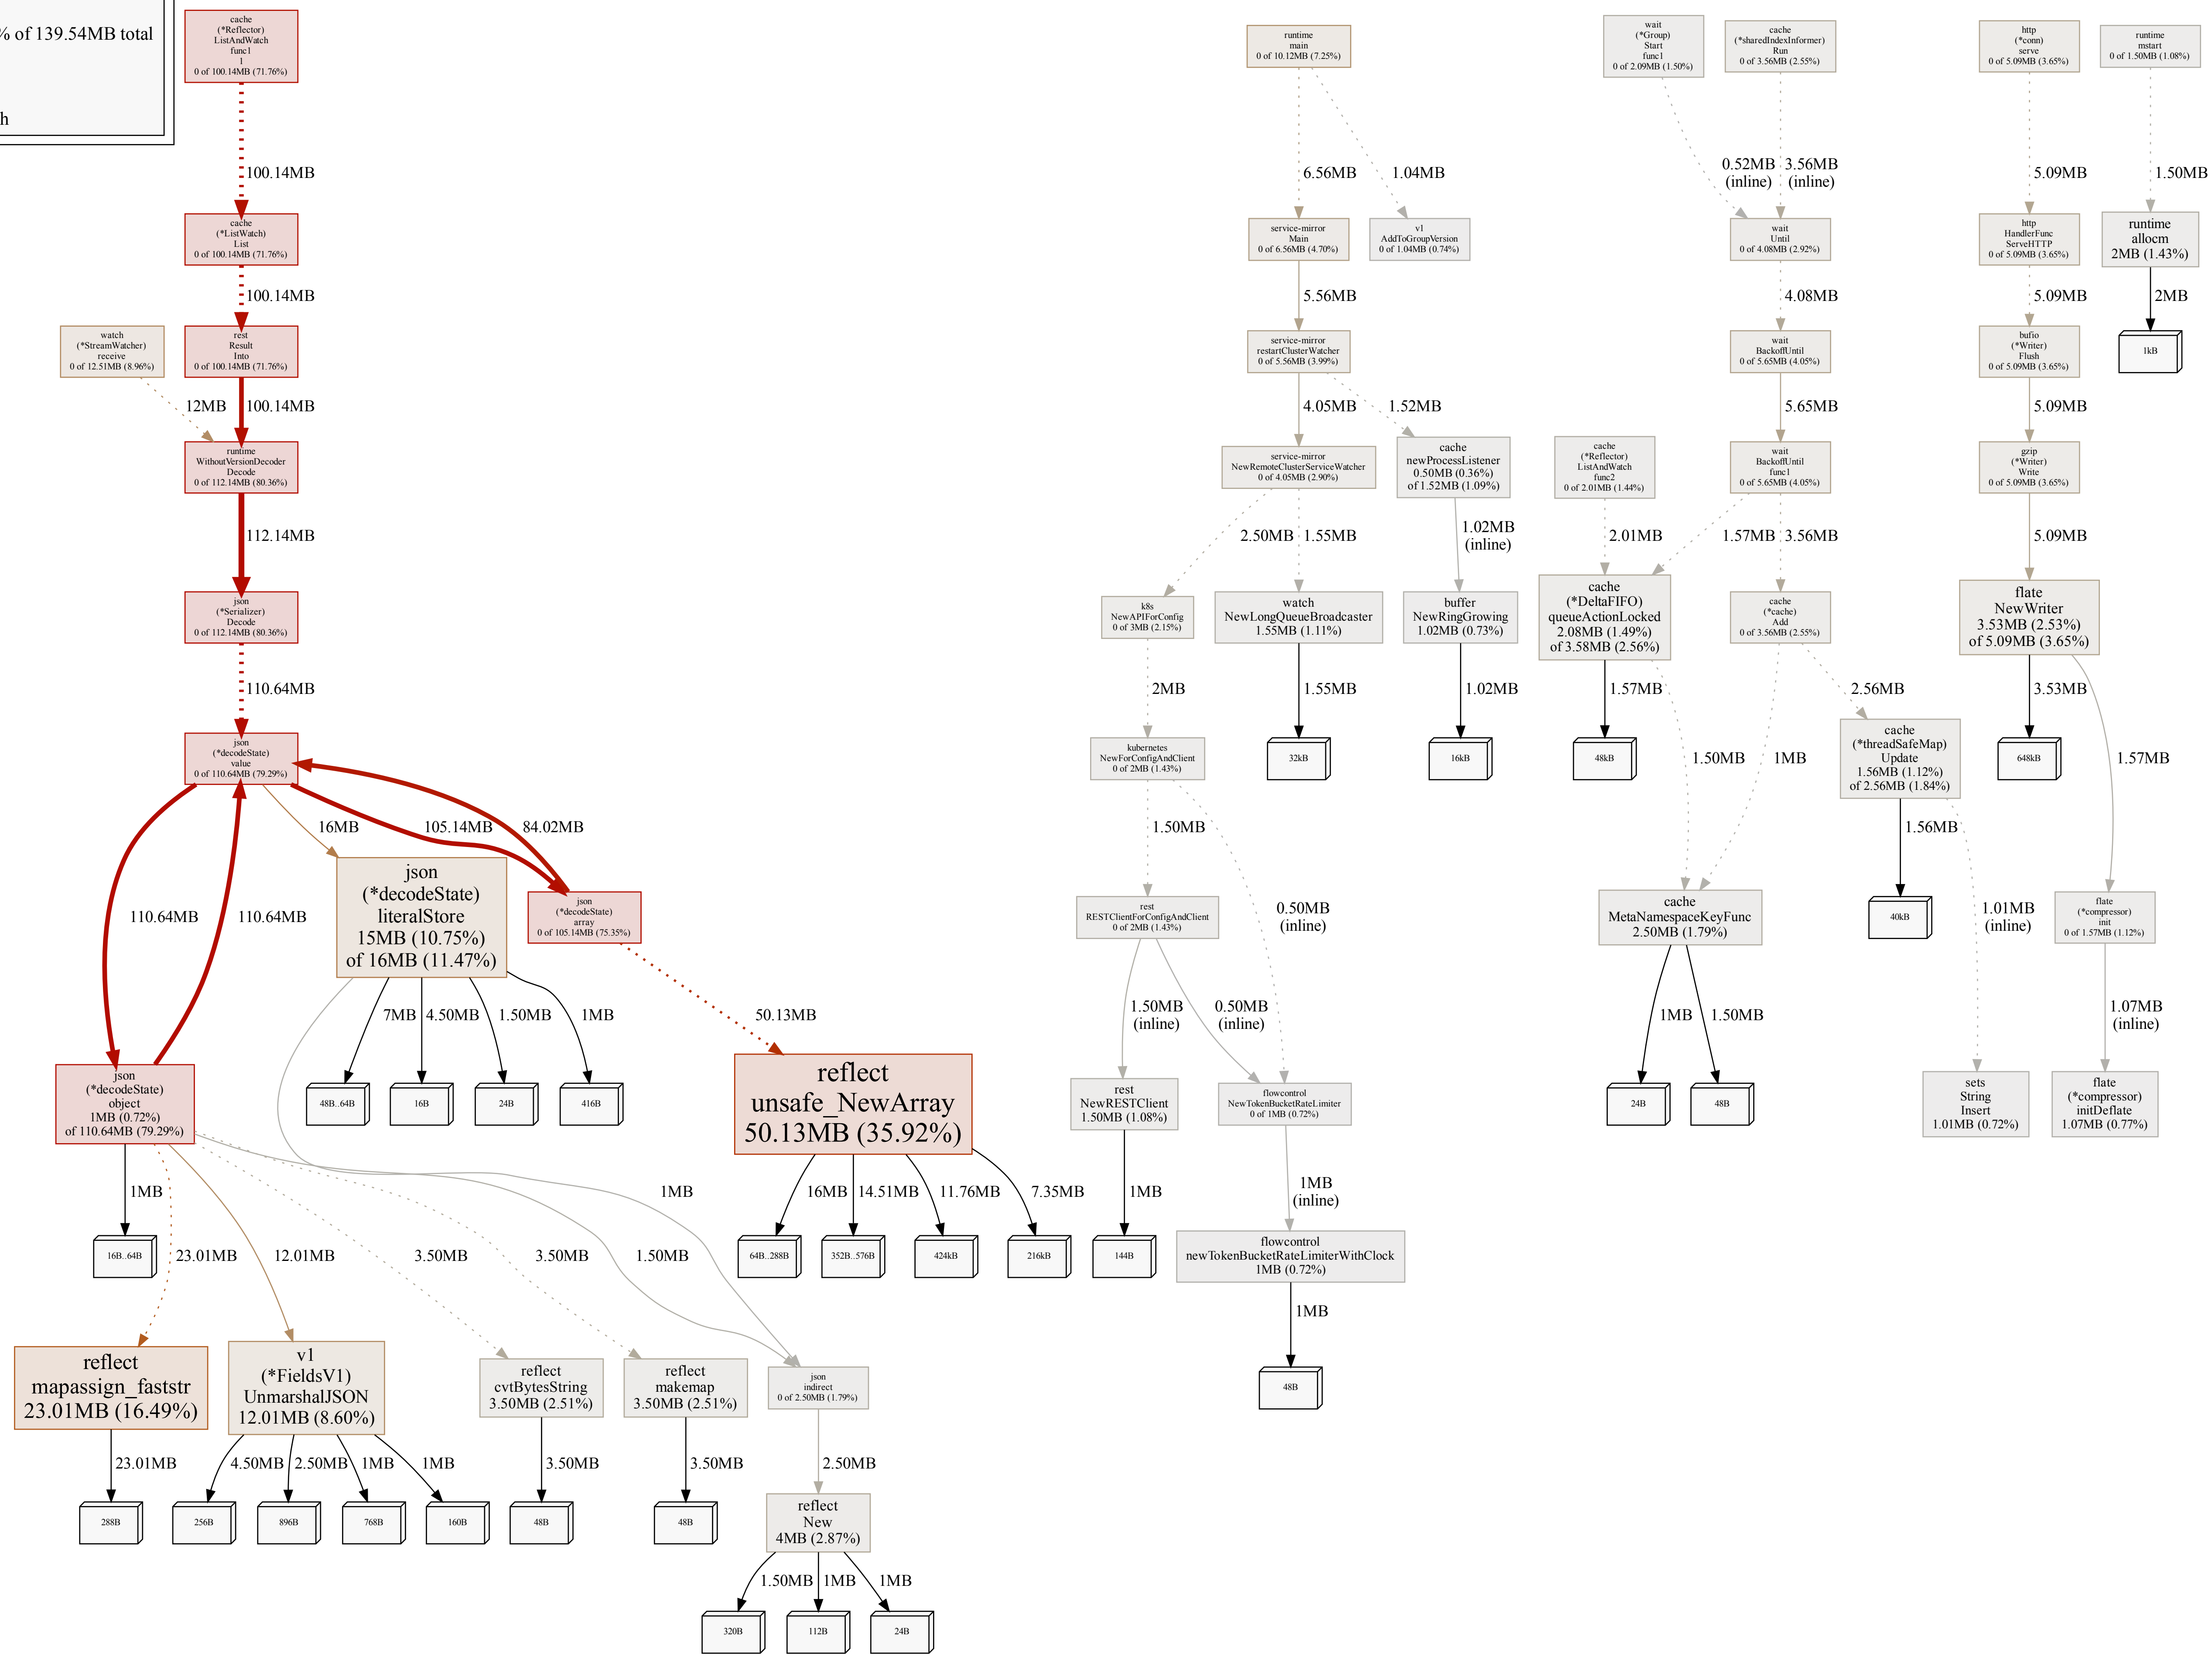 % of 139.54MB total
h
cache
(*Reflector)
ListAndWatch
func1
1
0 of 100.14MB (71.76%)
100.14MB
cache
(*ListWatch)
List
0 of 100.14MB (71.76%)
100.14MB
watch
(*StreamWatcher)
receive
0 of 12.51MB (8.96%)
rest
Result
Into
0 of 100.14MB (71.76%)
12MB
100.14MB
runtime
WithoutVersionDecoder
Decode
0 of 112.14MB (80.36%)
112.14MB
json
(*Serializer)
Decode
0 of 112.14MB (80.36%)
110.64MB
json
(*decodeState)
value
0 of 110.64MB (79.29%)
16MB
105.14MB
84.02MB
110.64MB
110.64MB
json
(*decodeState)
literalStore
15MB (10.75%)
of 16MB (11.47%)
json
(*decodeState)
array
0 of 105.14MB (75.35%)
7MB
4.50MB
1.50MB
1MB
50.13MB
json
(*decodeState)
object
1MB (0.72%)
of 110.64MB (79.29%)
48B..64B
16B
24B
416B
reflect
unsafe_NewArray
50.13MB (35.92%)
1MB
1MB
16MB
14.51MB
11.76MB
7.35MB
16B..64B
23.01MB
12.01MB
3.50MB
3.50MB
1.50MB
64B..288B
352B..576B
424kB
216kB
reflect
mapassign_faststr
23.01MB (16.49%)
v1
(*FieldsV1)
UnmarshalJSON
12.01MB (8.60%)
reflect
cvtBytesString
3.50MB (2.51%)
reflect
makemap
3.50MB (2.51%)
json
indirect
0 of 2.50MB (1.79%)
23.01MB
4.50MB
2.50MB
1MB
1MB
3.50MB
3.50MB
2.50MB
288B
256B
896B
768B
160B
48B
48B
reflect
New
4MB (2.87%)
1.50MB
1MB
1MB
320B
112B
24B
runtime
main
0 of 10.12MB (7.25%)
6.56MB
1.04MB
service-mirror
Main
0 of 6.56MB (4.70%)
v1
AddToGroupVersion
0 of 1.04MB (0.74%)
5.56MB
service-mirror
restartClusterWatcher
0 of 5.56MB (3.99%)
4.05MB
1.52MB
service-mirror
NewRemoteClusterServiceWatcher
0 of 4.05MB (2.90%)
cache
newProcessListener
0.50MB (0.36%)
of 1.52MB (1.09%)
2.50MB
1.55MB
1.02MB
(inline)
k8s
NewAPIForConfig
0 of 3MB (2.15%)
watch
NewLongQueueBroadcaster
1.55MB (1.11%)
buffer
NewRingGrowing
1.02MB (0.73%)
2MB
1.55MB
1.02MB
kubernetes
NewForConfigAndClient
0 of 2MB (1.43%)
32kB
16kB
1.50MB
0.50MB
(inline)
rest
RESTClientForConfigAndClient
0 of 2MB (1.43%)
1.50MB
(inline)
0.50MB
(inline)
rest
NewRESTClient
1.50MB (1.08%)
flowcontrol
NewTokenBucketRateLimiter
0 of 1MB (0.72%)
1MB
1MB
(inline)
144B
flowcontrol
newTokenBucketRateLimiterWithClock
1MB (0.72%)
1MB
48B
wait
(*Group)
Start
func1
0 of 2.09MB (1.50%)
cache
(*sharedIndexInformer)
Run
0 of 3.56MB (2.55%)
0.52MB
(inline)
3.56MB
(inline)
wait
Until
0 of 4.08MB (2.92%)
4.08MB
wait
BackoffUntil
0 of 5.65MB (4.05%)
5.65MB
cache
(*Reflector)
ListAndWatch
func2
0 of 2.01MB (1.44%)
wait
BackoffUntil
func1
0 of 5.65MB (4.05%)
2.01MB
1.57MB
3.56MB
cache
(*DeltaFIFO)
queueActionLocked
2.08MB (1.49%)
of 3.58MB (2.56%)
cache
(*cache)
Add
0 of 3.56MB (2.55%)
1.57MB
2.56MB
48kB
1.50MB
1MB
cache
(*threadSafeMap)
Update
1.56MB (1.12%)
of 2.56MB (1.84%)
1.56MB
cache
MetaNamespaceKeyFunc
2.50MB (1.79%)
40kB
1.01MB
(inline)
1MB
1.50MB
24B
48B
sets
String
Insert
1.01MB (0.72%)
http
(*conn)
serve
0 of 5.09MB (3.65%)
5.09MB
http
HandlerFunc
ServeHTTP
0 of 5.09MB (3.65%)
5.09MB
bufio
(*Writer)
Flush
0 of 5.09MB (3.65%)
5.09MB
gzip
(*Writer)
Write
0 of 5.09MB (3.65%)
5.09MB
flate
NewWriter
3.53MB (2.53%)
of 5.09MB (3.65%)
3.53MB
648kB
1.57MB
flate
(*compressor)
init
0 of 1.57MB (1.12%)
1.07MB
(inline)
flate
(*compressor)
initDeflate
1.07MB (0.77%)
runtime
mstart
0 of 1.50MB (1.08%)
1.50MB
runtime
allocm
2MB (1.43%)
2MB
1kB